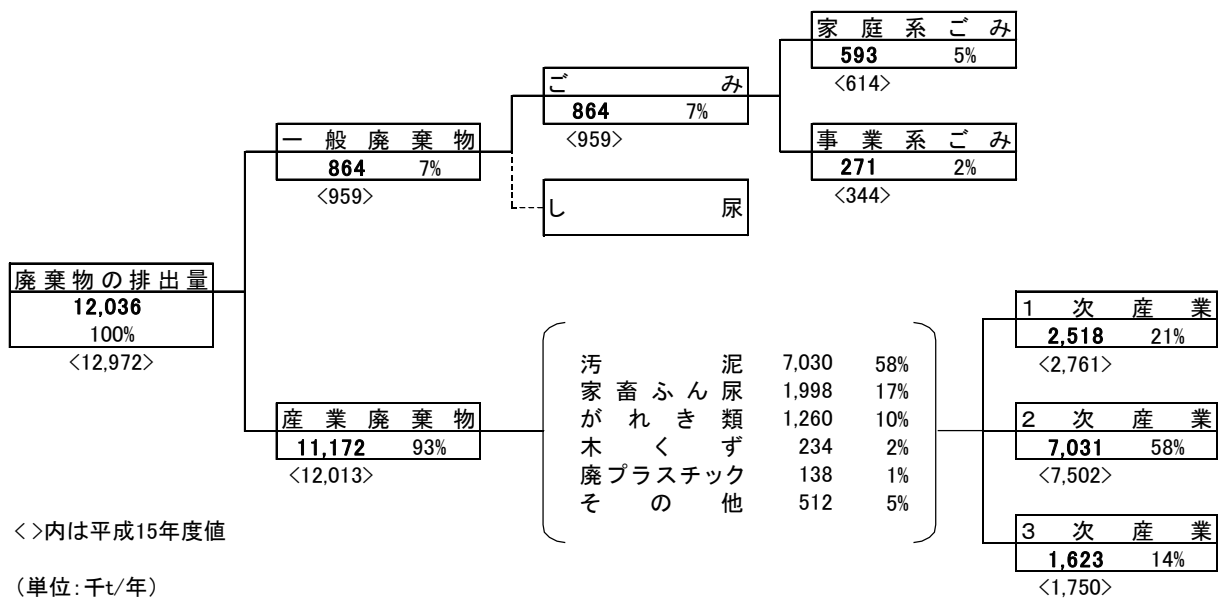 廃棄物の排出量
12,036
100%
<12,972>
一般廃棄物
864 7%
<959>
ごみ
864 7%
<959>
し尿
家庭系ごみ
593 5%
<614>
事業系ごみ
271 2%
<344>
産業廃棄物
11,172 93%
<12,013>
汚泥 7,030 58%
家畜ふん尿 1,998 17%
がれき類 1,260 10%
木くず 234 2%
廃プラスチック 138 1%
その他 512 5%
1次産業
2,518 21%
<2,761>
2次産業
7,031 58%
<7,502>
3次産業
1,623 14%
<1,750>
< >内は平成15年度値
(単位:千t/年)